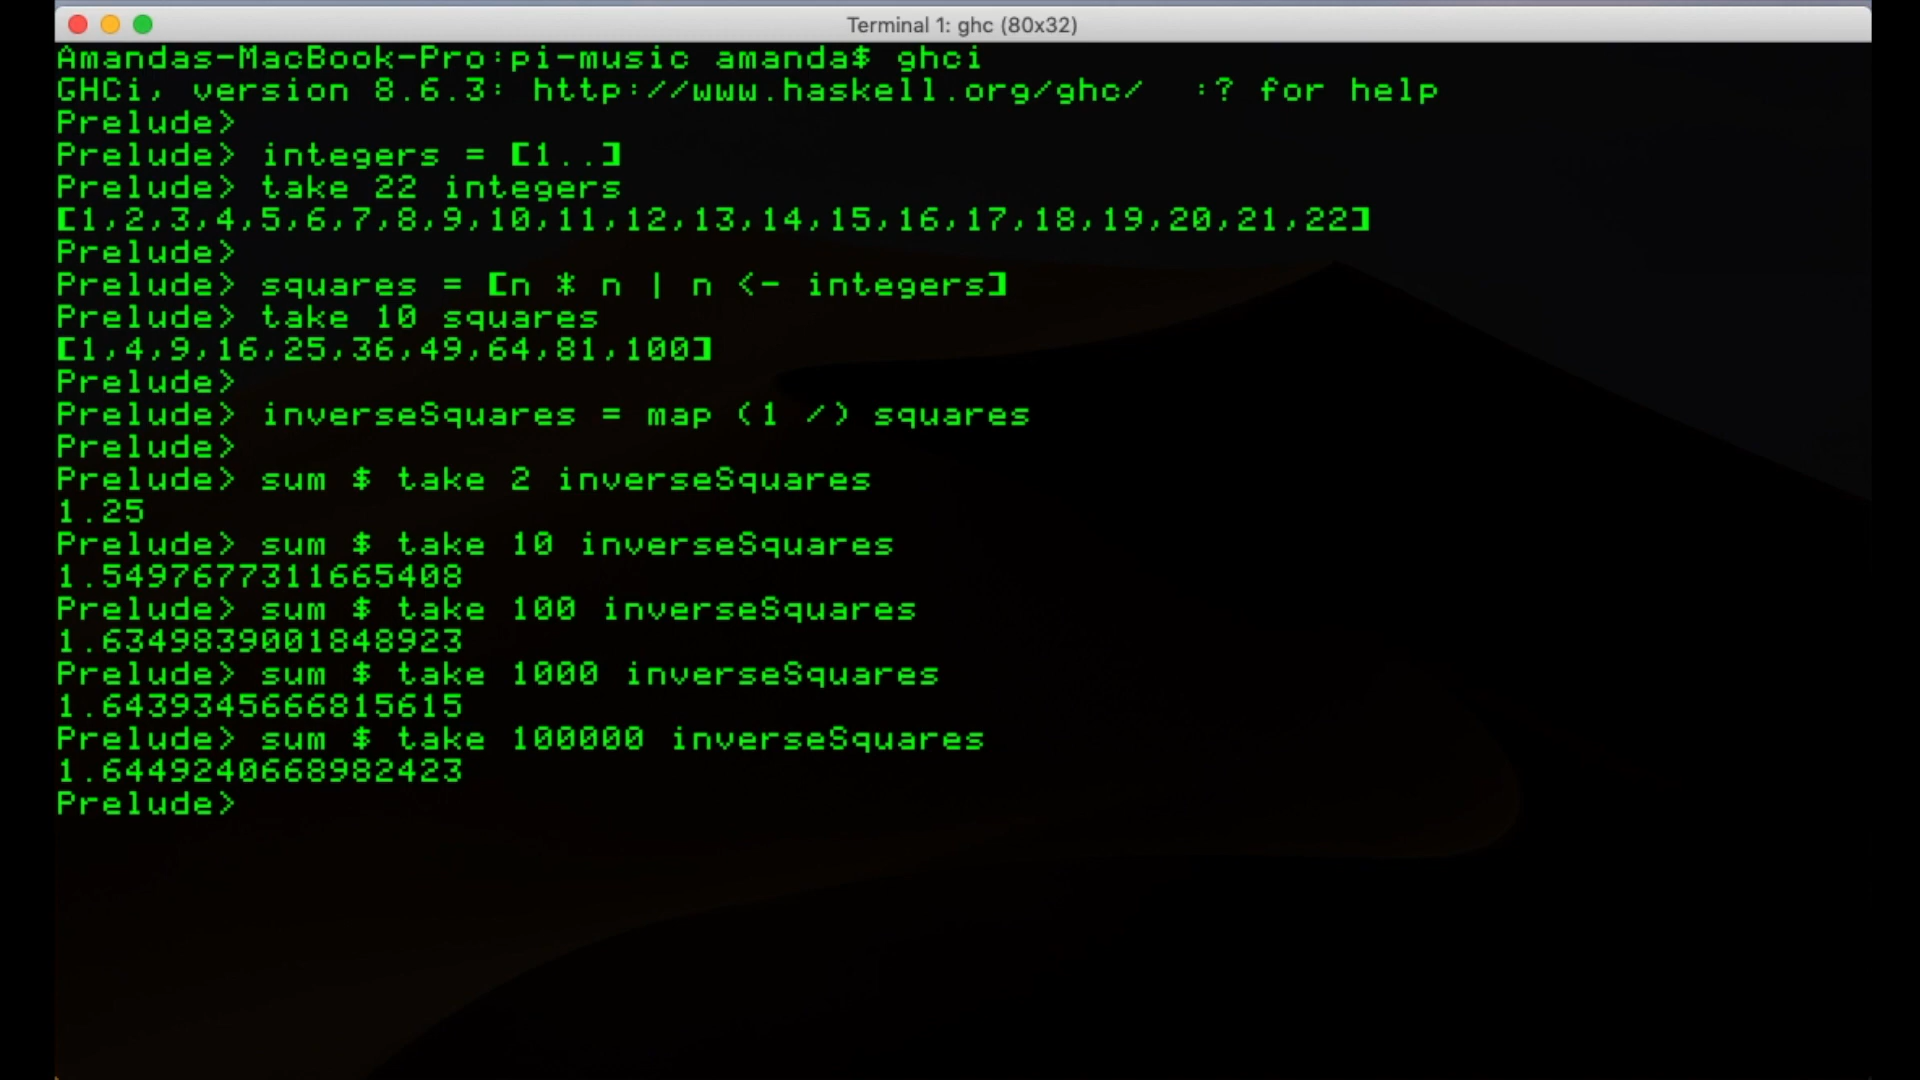 Terminal 1: ghc (80x32)
Amandas-MacBook-Pro:pi-music amanda$ ghci
GHCi, version 8.6.3: http://www.haskell.org/ghc/  :? for help
Prelude>
Prelude> integers = [1..]
Prelude> take 22 integers
[1,2,3,4,5,6,7,8,9,10,11,12,13,14,15,16,17,18,19,20,21,22]
Prelude>
Prelude> squares = [n * n | n <- integers]
Prelude> take 10 squares
[1,4,9,16,25,36,49,64,81,100]
Prelude>
Prelude> inverseSquares = map (1 /) squares
Prelude>
Prelude> sum $ take 2 inverseSquares
1.25
Prelude> sum $ take 10 inverseSquares
1.5497677311665408
Prelude> sum $ take 100 inverseSquares
1.6349839001848923
Prelude> sum $ take 1000 inverseSquares
1.6439345666815615
Prelude> sum $ take 100000 inverseSquares
1.6449240668982423
Prelude>